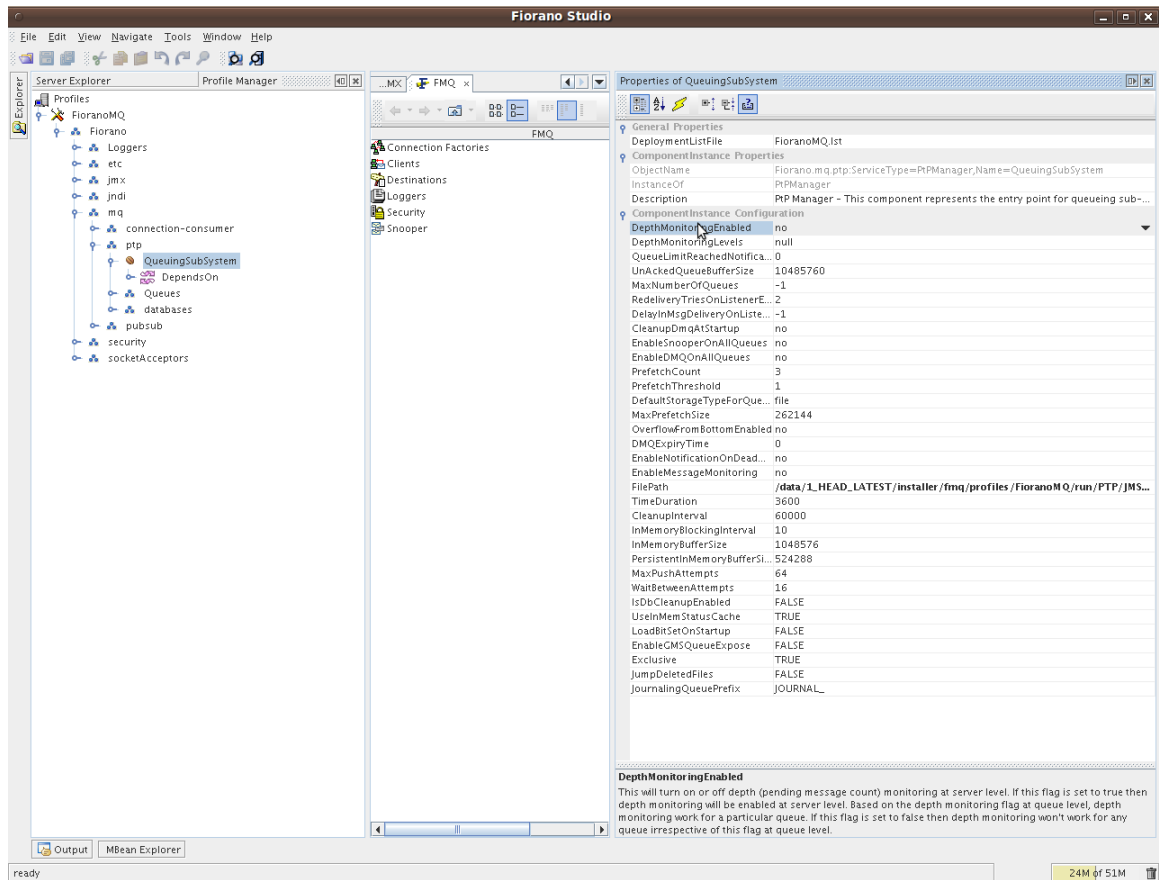 Fiorano Studio
File Edit View Navigate Tools Window Help
Explorer
Server Explorer
Profile Manager
Profiles
FioranoMQ
Fiorano
Loggers
etc
jmx
jndi
mq
connection-consumer
ptp
QueuingSubSystem
DependsOn
Queues
databases
pubsub
security
socketAcceptors
...MX
FMQ
FMQ
Connection Factories
Clients
Destinations
Loggers
Security
Snooper
Properties of QueuingSubSystem
General Properties
DeploymentListFile FioranoMQ.lst
ComponentInstance Properties
ObjectName Fiorano.mq.ptp:ServiceType=PtPManager,Name=QueuingSubSystem
InstanceOf PtPManager
Description PtP Manager – This component represents the entry point for queueing sub-...
ComponentInstance Configuration
DepthMonitoringEnabled no
DepthMonitoringLevels null
QueueLimitReachedNotifica... 0
UnAckedQueueBufferSize 10485760
MaxNumberOfQueues -1
RedeliveryTriesOnListenerE... 2
DelayInMsgDeliveryOnListe... -1
CleanupDmqAtStartup no
EnableSnooperOnAllQueues no
EnableDMQOnAllQueues no
PrefetchCount 3
PrefetchThreshold 1
DefaultStorageTypeForQue... file
MaxPrefetchSize 262144
OverflowFromBottomEnabled no
DMQExpiryTime 0
EnableNotificationOnDead... no
EnableMessageMonitoring no
FilePath /data/1_HEAD_LATEST/installer/fmq/profiles/FioranoMQ/run/PTP/JMS...
TimeDuration 3600
CleanupInterval 60000
InMemoryBlockingInterval 10
InMemoryBufferSize 1048576
PersistentInMemoryBufferSi... 524288
MaxPushAttempts 64
WaitBetweenAttempts 16
IsDbCleanupEnabled FALSE
UseInMemStatusCache TRUE
LoadBitSetOnStartup FALSE
EnableGMSQueueExpose FALSE
Exclusive TRUE
JumpDeletedFiles FALSE
JournalingQueuePrefix JOURNAL_
DepthMonitoringEnabled
This will turn on or off depth (pending message count) monitoring at server level. If this flag is set to true then
depth monitoring will be enabled at server level. Based on the depth monitoring flag at queue level, depth
monitoring work for a particular queue. If this flag is set to false then depth monitoring won't work for any
queue irrespective of this flag at queue level.
Output
MBean Explorer
ready
24M of 51M